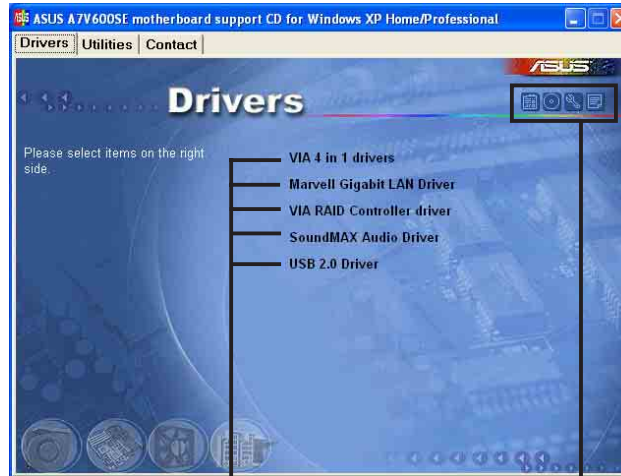 ASUS A7V600SE motherboard support CD for Windows XP Home/Professional
Drivers Utilities Contact
ASUS
Drivers
Please select items on the right
side.
VIA 4 in 1 drivers
Marvell Gigabit LAN Driver
VIA RAID Controller driver
SoundMAX Audio Driver
USB 2.0 Driver